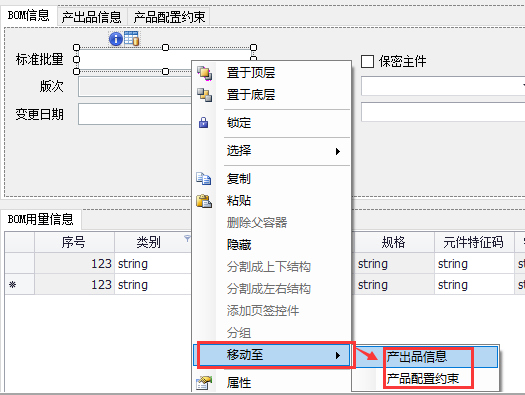 BOM信息 产出品信息 产品配置约束
标准批量
保密主件
版次
变更日期
置于顶层
置于底层
锁定
选择
复制
粘贴
删除父容器
隐藏
分割成上下结构
分割成左右结构
添加页签控件
分组
移动至
属性
产出品信息
产品配置约束
BOM用量信息
序号 类别 规格 元件特征码
123 string string string
123 string string string